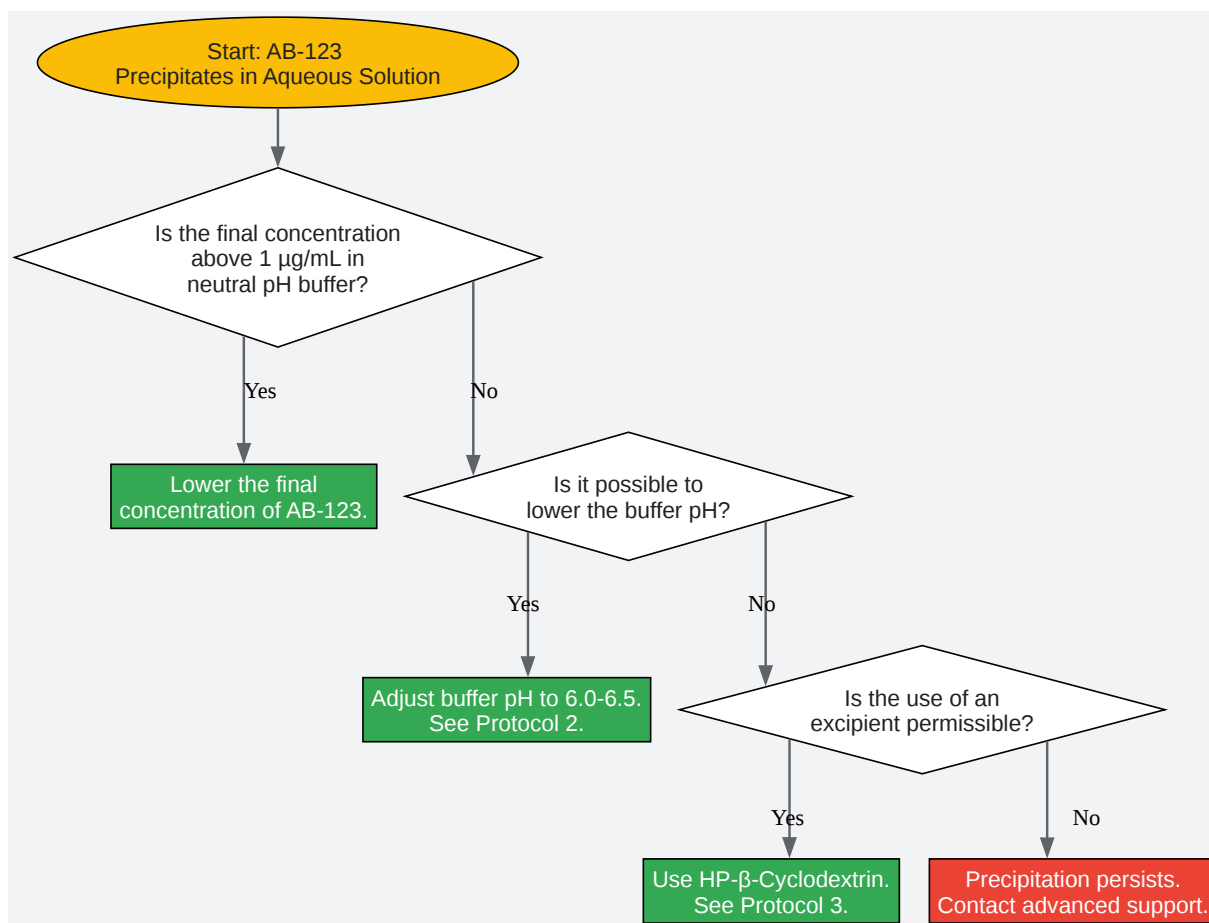 Start: AB-123
Precipitates in Aqueous Solution
Is the final concentration
above 1 µg/mL in
neutral pH buffer?
Yes
No
Lower the final
concentration of AB-123.
Is it possible to
lower the buffer pH?
Yes
No
Adjust buffer pH to 6.0-6.5.
See Protocol 2.
Is the use of an
excipient permissible?
Yes
No
Use HP-β-Cyclodextrin.
See Protocol 3.
Precipitation persists.
Contact advanced support.